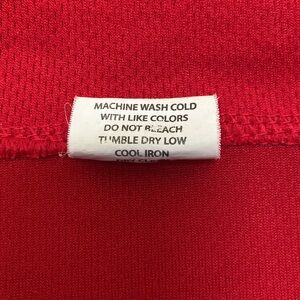 MACHINE WASH COLD
WITH LIKE COLORS
DO NOT BLEACH
TUMBLE DRY LOW
COOL IRON